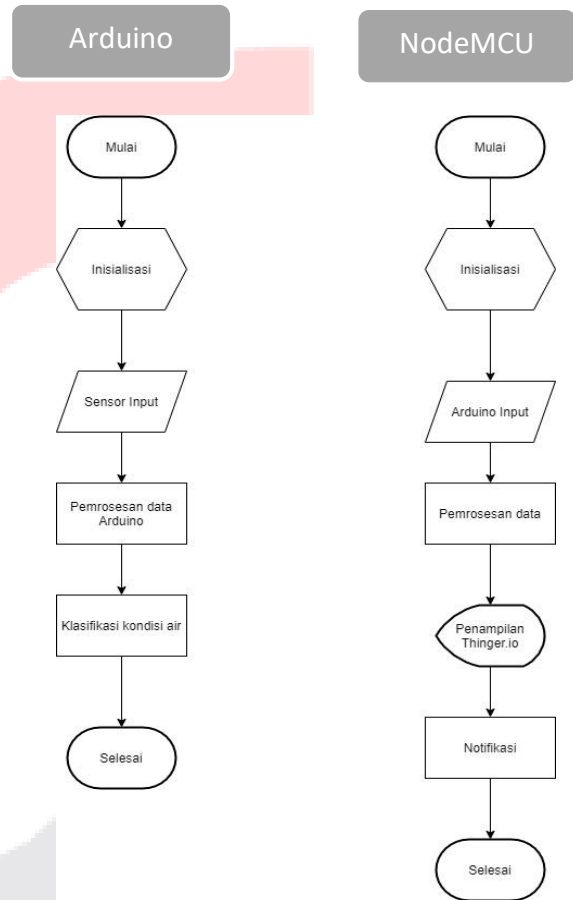 Arduino
Mulai
Inisialisasi
Sensor Input
Pemrosesan data
Arduino
Klasifikasi kondisi air
Selesai
NodeMCU
Mulai
Inisialisasi
Arduino Input
Pemrosesan data
Penampilan
Thinger.io
Notifikasi
Selesai